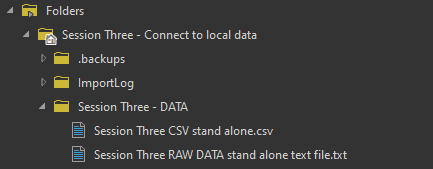 Folders
Session Three - Connect to local data
.backups
ImportLog
Session Three - DATA
Session Three CSV stand alone.csv
Session Three RAW DATA stand alone text file.txt